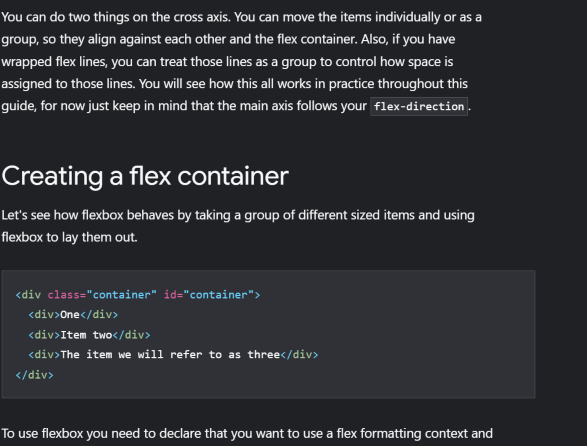 You can do two things on the cross axis. You can move the items individually or as a
group, so they align against each other and the flex container. Also, if you have
wrapped flex lines, you can treat those lines as a group to control how space is
assigned to those lines. You will see how this all works in practice throughout this
guide, for now just keep in mind that the main axis follows your flex-direction.
Creating a flex container
Let's see how flexbox behaves by taking a group of different sized items and using
flexbox to lay them out.
<div class="container" id="container">
  <div>One</div>
  <div>Item two</div>
  <div>The item we will refer to as three</div>
</div>
To use flexbox you need to declare that you want to use a flex formatting context and